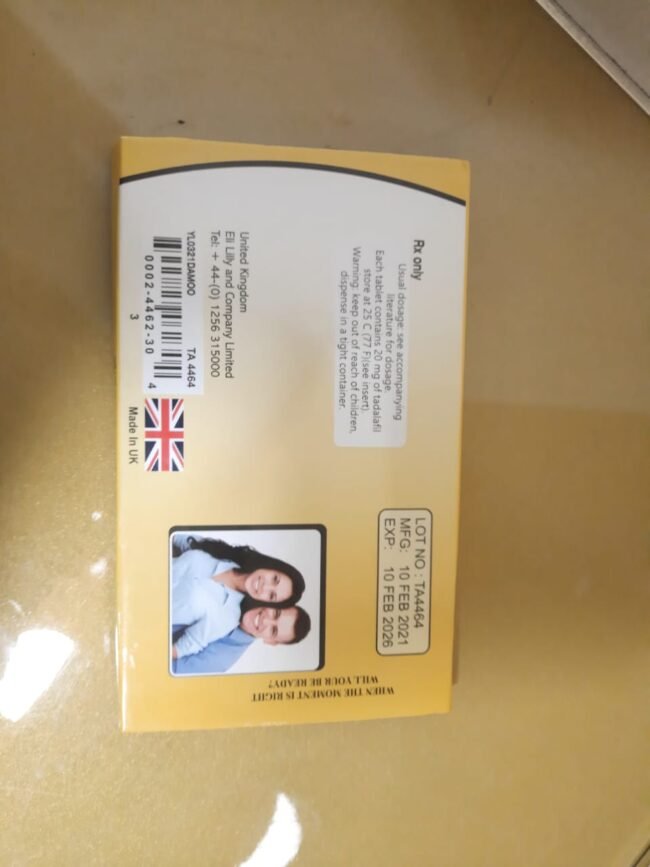 Rx only
Usual dosage: see accompanying
literature for dosage.
Each tablet contains 20 mg of tadalafil
store at 25 C (77 F)(see insert).
Warning: keep out of reach of children,
dispense in a tight container.
LOT NO : TA4464
MFG: 10 FEB 2021
EXP: 10 FEB 2026
United Kingdom
Eli Lilly and Company Limited
Tel: + 44-(0) 1256 315000
YL0321DAMOO TA 4464
0002-4462-30 4
3
Made In UK
WHEN THE MOMENT IS RIGHT
WILL YOUR BE READY?